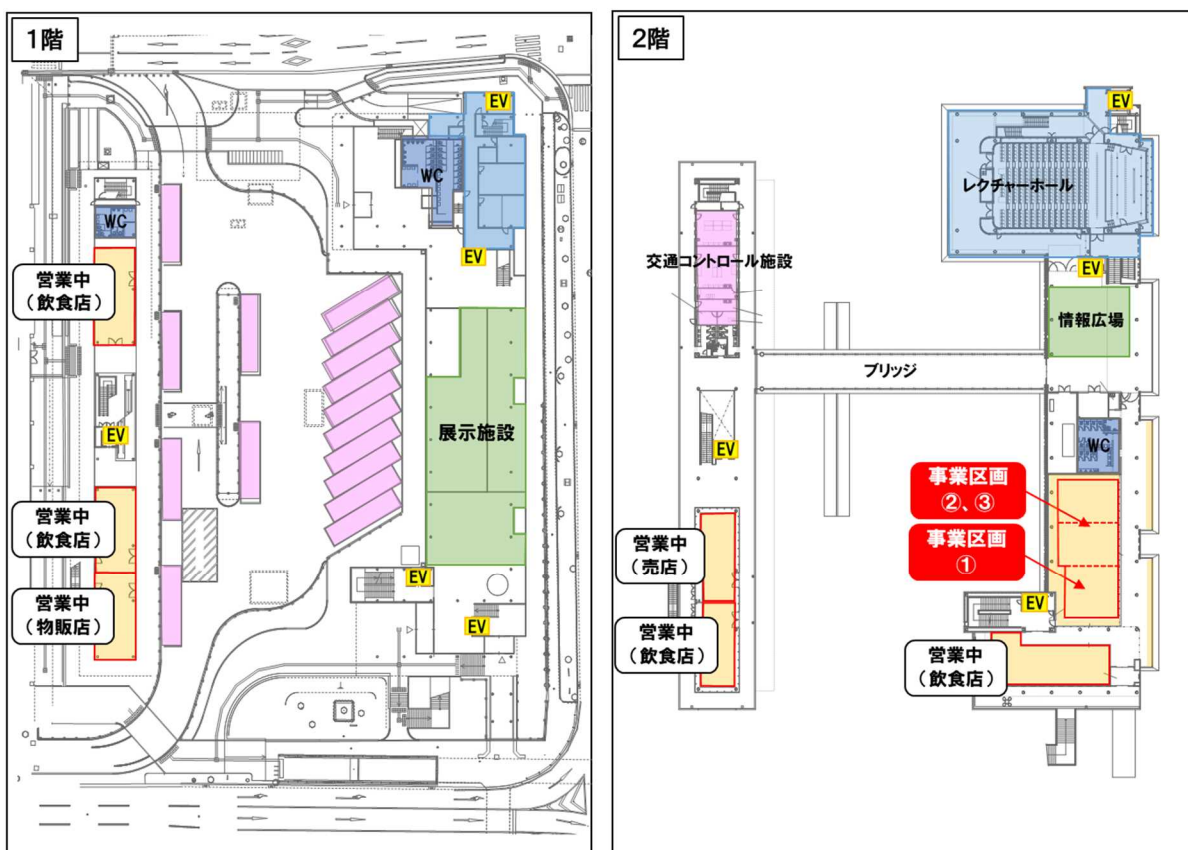 1階
EV
WC
EV
WC
営業中
（飲食店）
展示施設
EV
営業中
（飲食店）
EV
営業中
（物販店）
EV
2階
EV
レクチャーホール
交通コントロール施設
EV
情報広場
ブリッジ
EV
WC
事業区画
②、③
営業中
（売店）
事業区画
①
EV
営業中
（飲食店）
営業中
（飲食店）